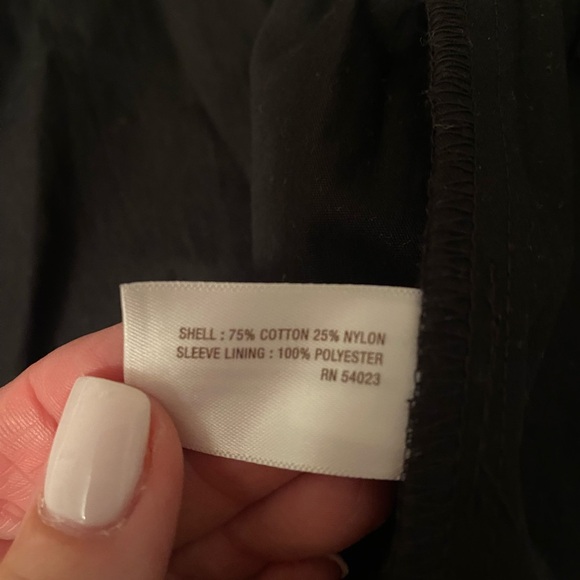 SHELL : 75% COTTON 25% NYLON
SLEEVE LINING : 100% POLYESTER
RN 54023